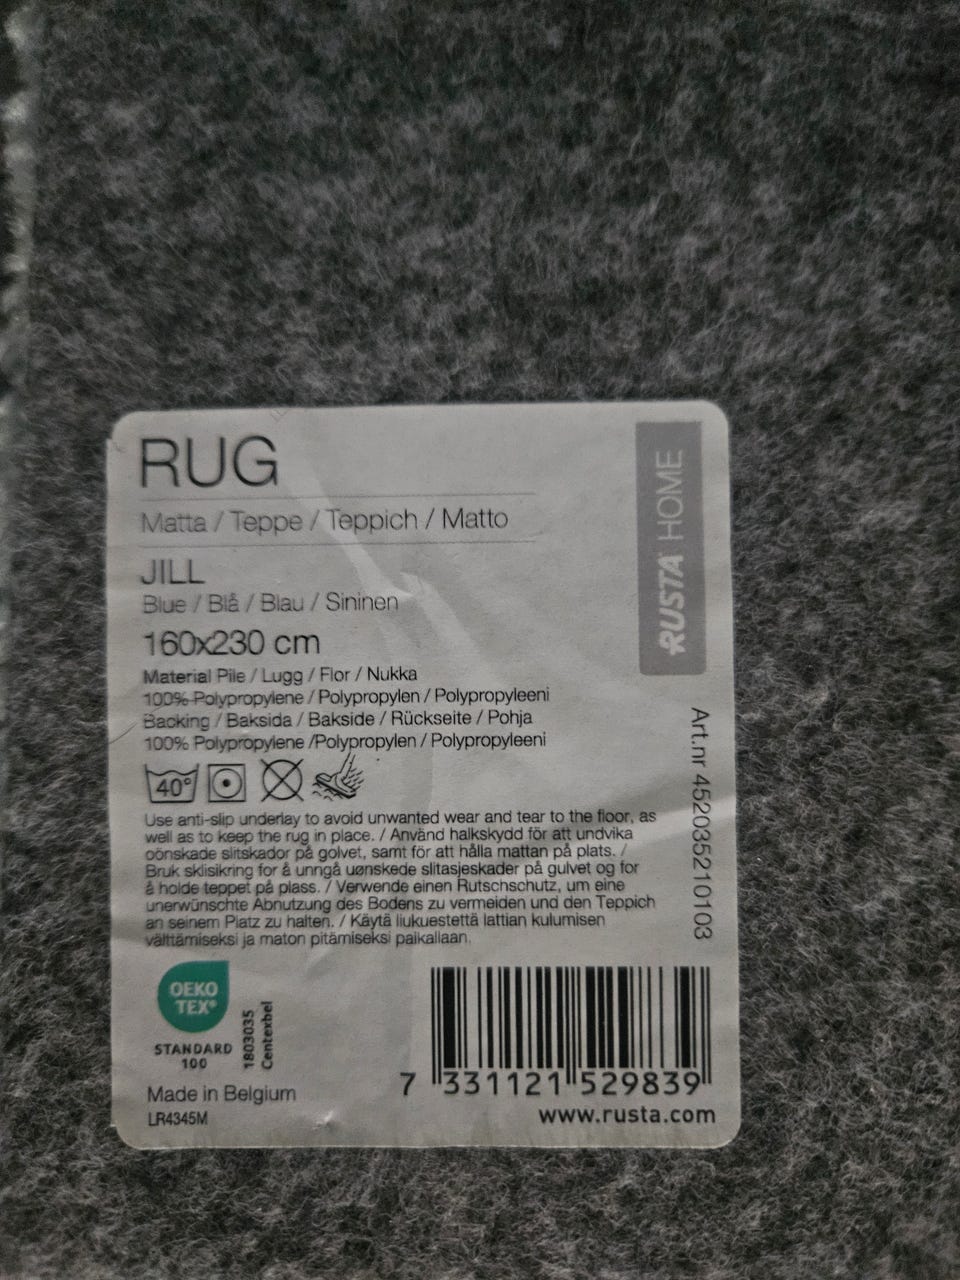 RUG
Matta / Teppe / Teppich / Matto
JILL
Blue / Blå / Blau / Sininen
160x230 cm
Material Pile / Lugg / Flor / Nukka
100% Polypropylene / Polypropylen / Polypropyleeni
Backing / Baksida / Bakside / Rückseite / Pohja
100% Polypropylene /Polypropylen / Polypropyleeni
40°
Use anti-slip underlay to avoid unwanted wear and tear to the floor, as
well as to keep the rug in place. / Använd halkskydd för att undvika
oönskade slitskador på golvet, samt för att hålla mattan på plats. /
Bruk sklisikring for å unngå uønskede slitasjeskader på gulvet og for
å holde teppet på plass. / Verwende einen Rutschschutz, um eine
unerwünschte Abnutzung des Bodens zu vermeiden und den Teppich
an seinem Platz zu halten. / Käytä liukuestettä lattian kulumisen
välttämiseksi ja maton pitämiseksi paikallaan.
OEKO
TEX®
STANDARD
100
1803035
Centexbel
Made in Belgium
LR4345M
7 331121 529839
www.rusta.com
RUSTA HOME
Art.nr 452035210103